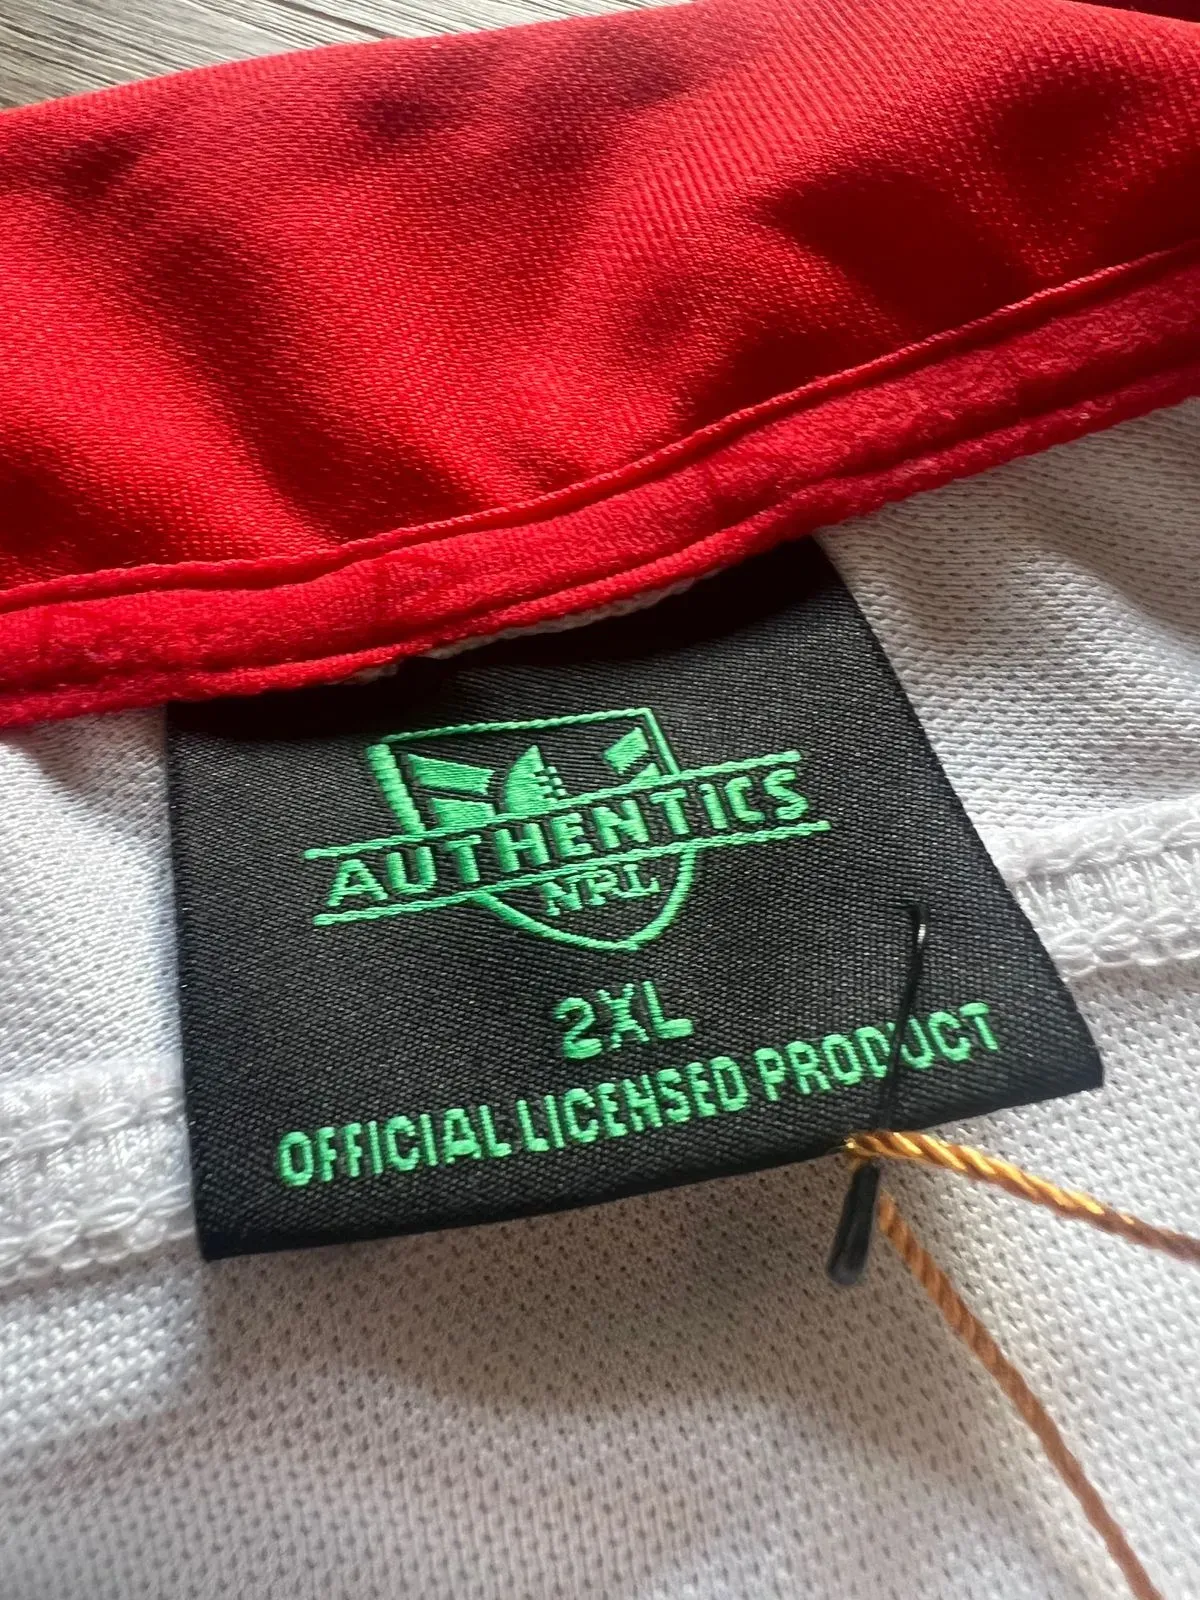 AUTHENTICS
NRL
2XL
OFFICIAL LICENSED PRODUCT